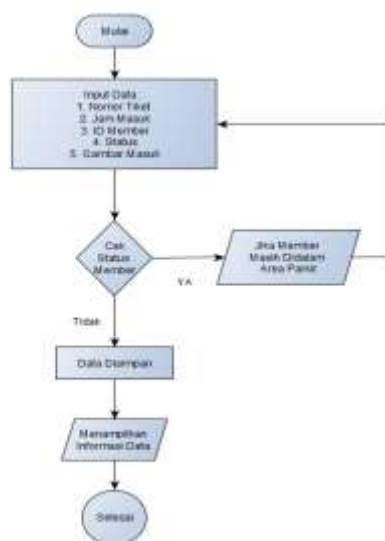 Mulai
Input Data
1. Nomor Tiket
2. Jam Masuk
3. ID Member
4. Status
5. Gambar Masuk
Cek
Status
Member
YA
Jika Member
Masih Didalam
Area Parkir
Tidak
Data Disimpan
Menampilkan
Informasi Data
Selesai